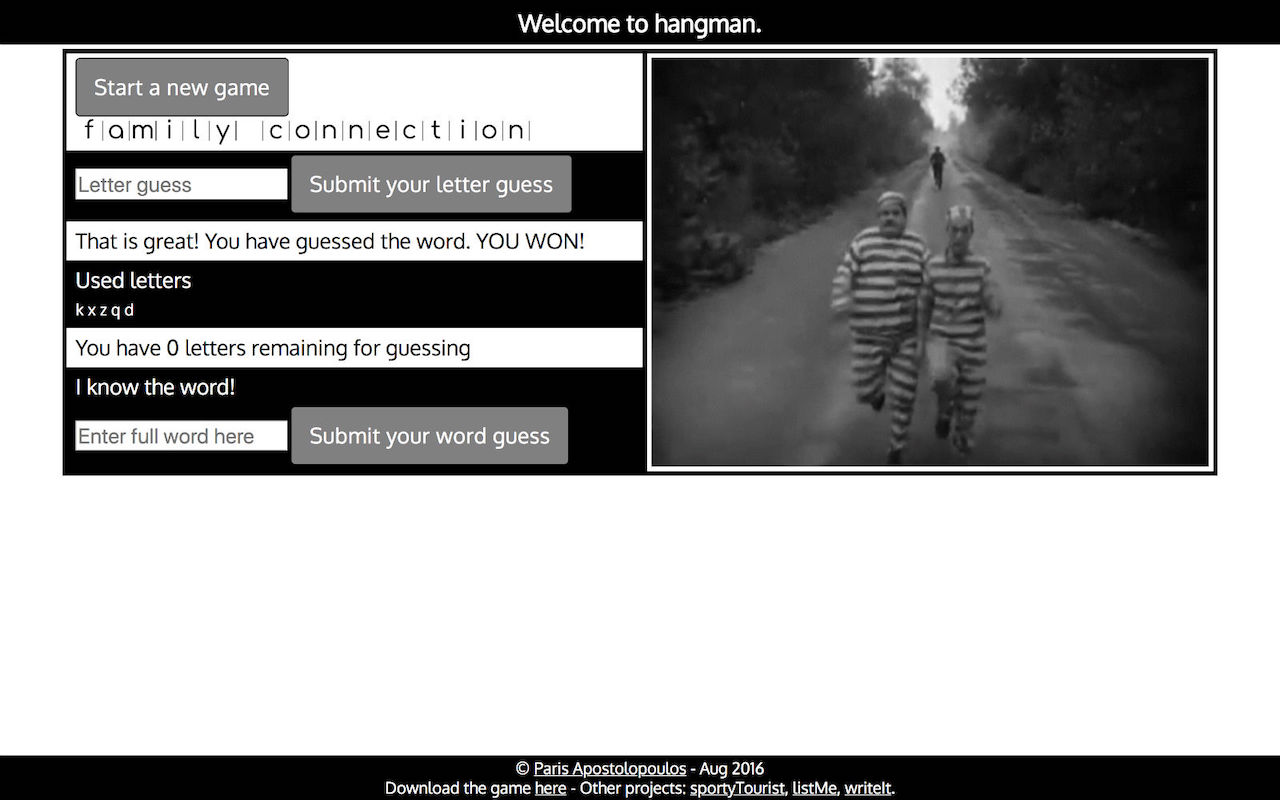 Welcome to hangman.
Start a new game
f|a|m|i|l|y| |c|o|n|n|e|c|t|i|o|n|
Letter guess
Submit your letter guess
That is great! You have guessed the word. YOU WON!
Used letters
k x z q d
You have 0 letters remaining for guessing
I know the word!
Enter full word here
Submit your word guess
© Paris Apostolopoulos - Aug 2016
Download the game here - Other projects: sportyTourist, listMe, writeIt.